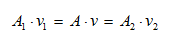 A₁ · v₁ = A · v = A₂ · v₂